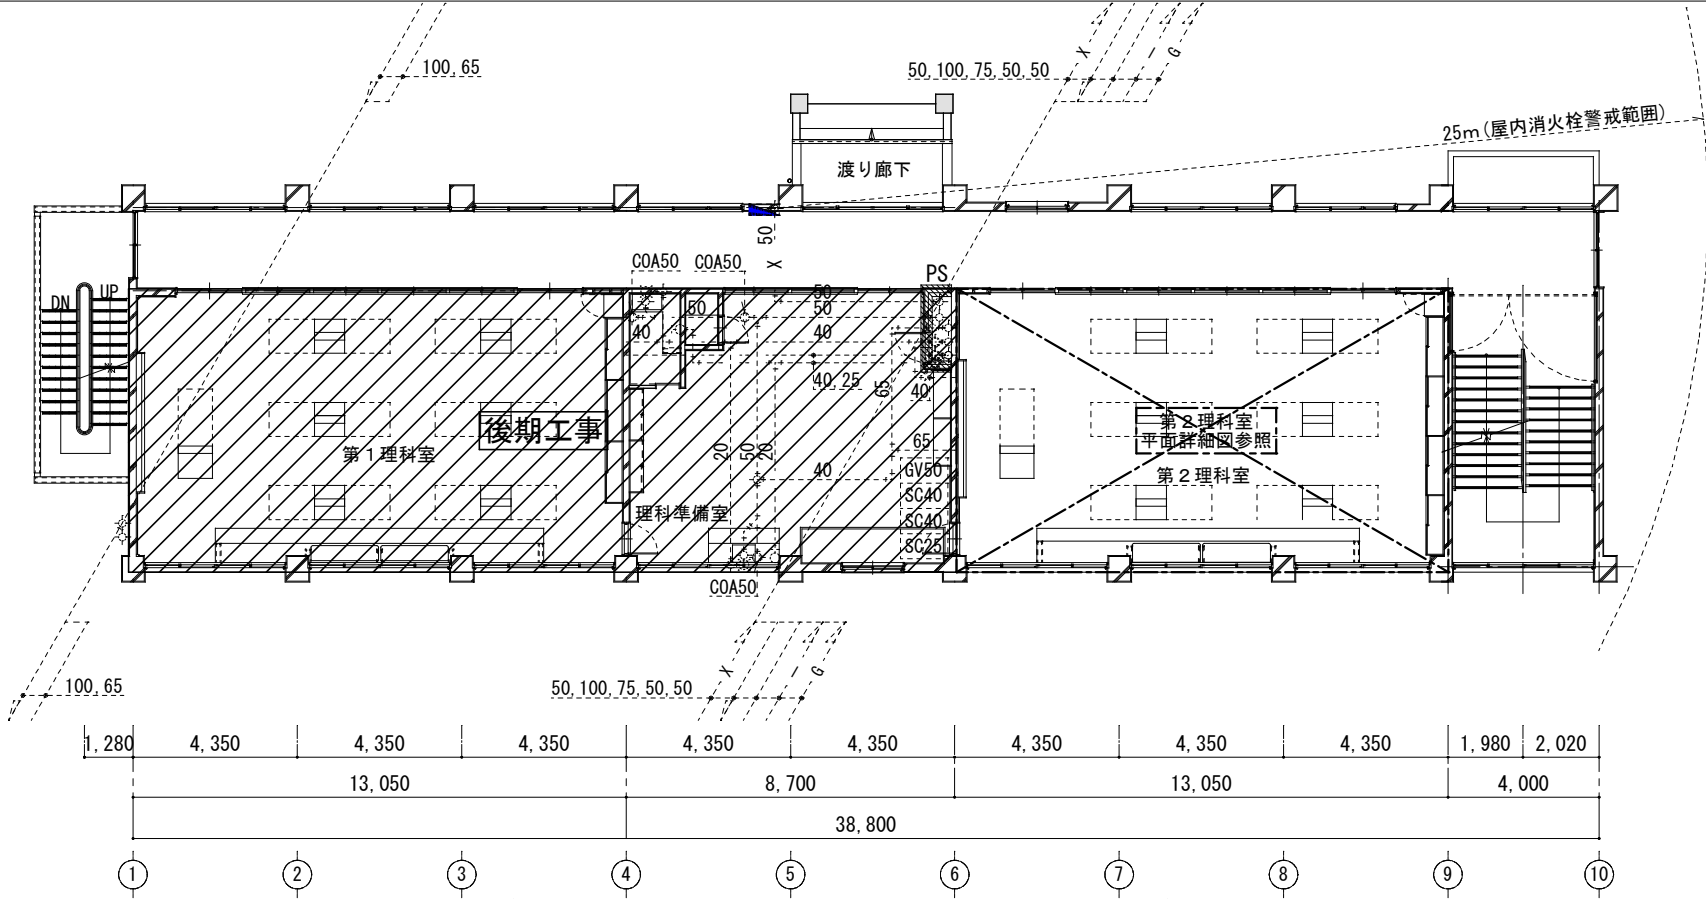 100,65
50,100,75,50,50
X
I
G
25m(屋内消火栓警戒範囲)
渡り廊下
50
X
COA50
COA50
PS
DN
UP
50
50
50
40
40
40,25
65
40
後期工事
第1理科室
20
50
20
40
65
GV50
SC40
SC40
SC25
理科準備室
第2理科室
平面詳細図参照
第2理科室
COA50
X
I
G
100,65
50,100,75,50,50
1,280
4,350
4,350
4,350
4,350
4,350
4,350
4,350
4,350
1,980
2,020
13,050
8,700
13,050
4,000
38,800
1
2
3
4
5
6
7
8
9
10